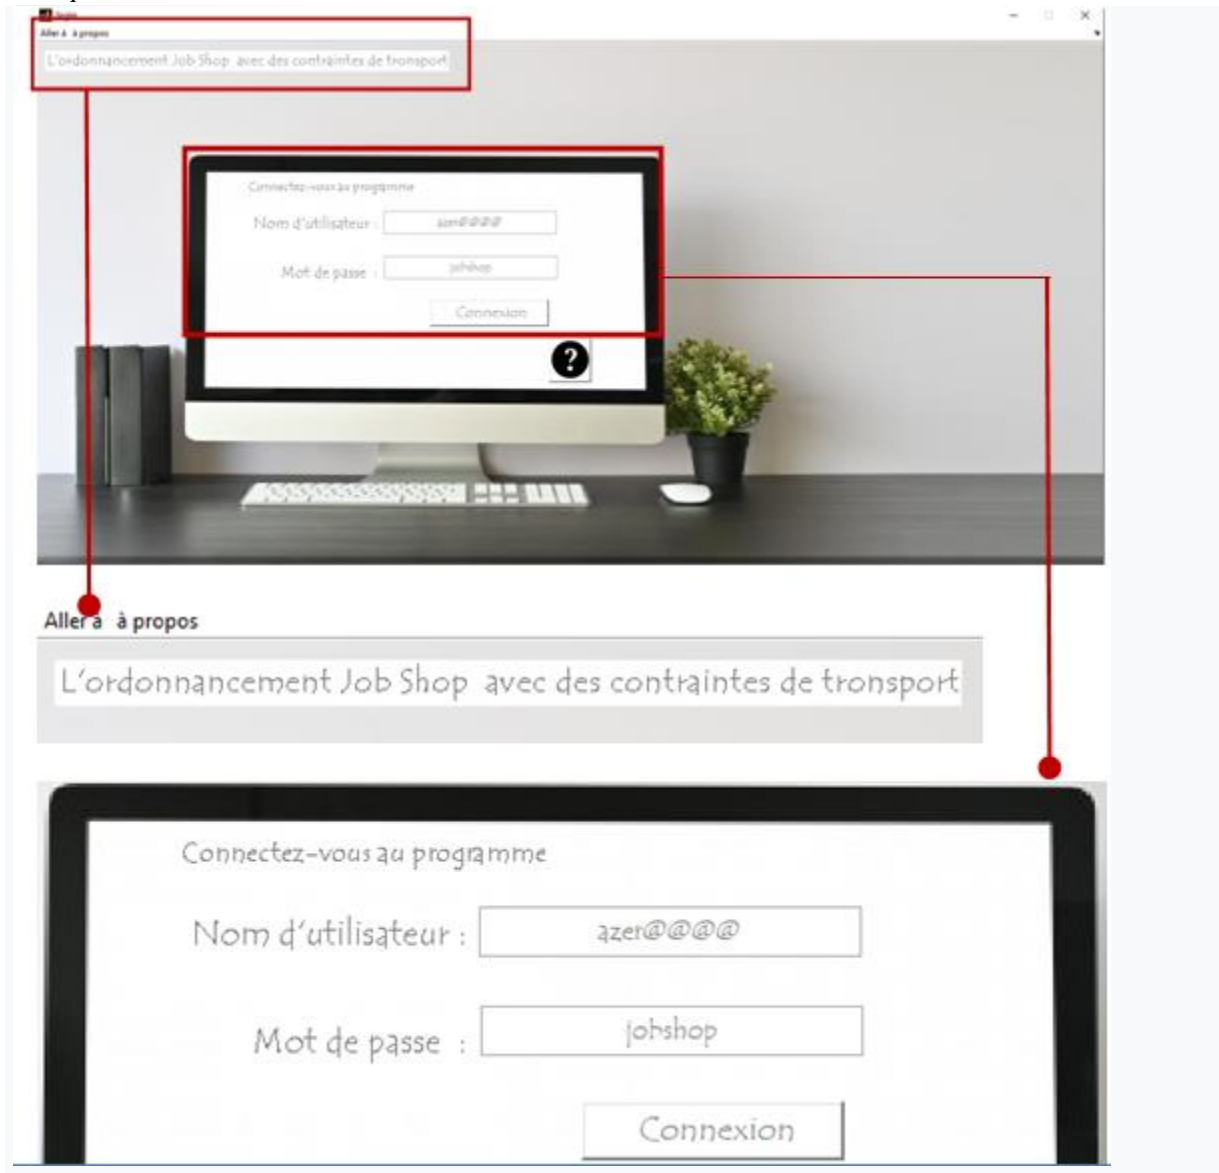 login
Aller à à propos
L'ordonnancement Job Shop avec des contraintes de tronsport
Connectez-vous au programme
Nom d'utilisateur : azer@@@@
Mot de passe : jobshop
Connexion
?
Aller à à propos
L'ordonnancement Job Shop avec des contraintes de tronsport
Connectez-vous au programme
Nom d'utilisateur : azer@@@@
Mot de passe : jobshop
Connexion